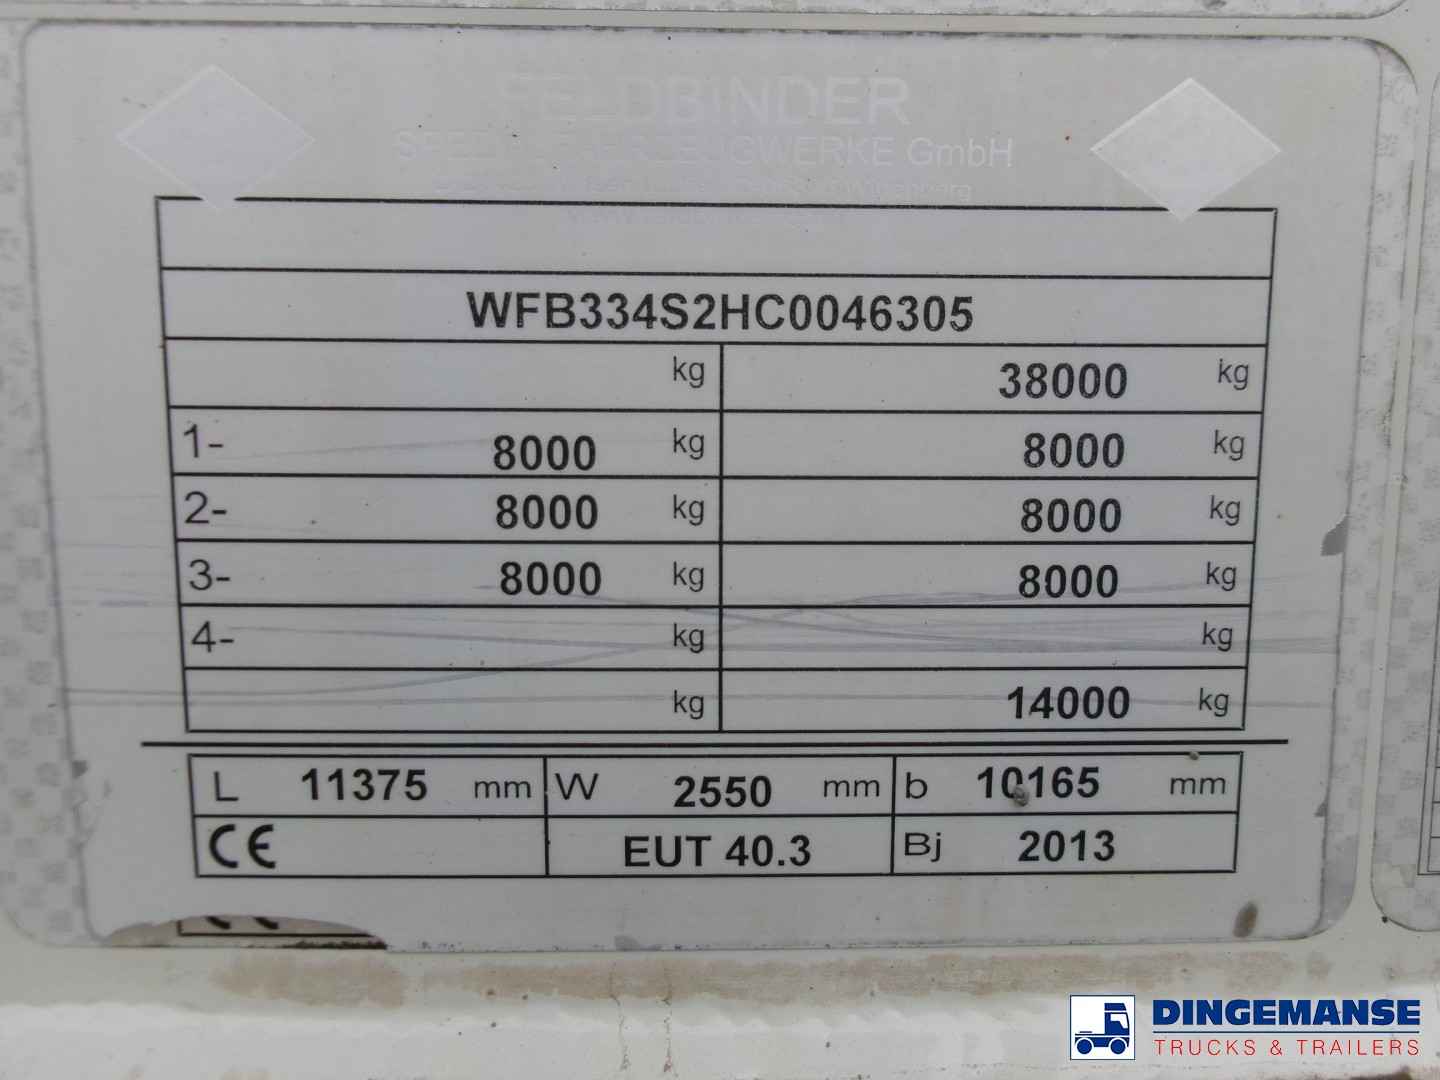 FELDBINDER
GmbH
WFB334S2HC0046305
kg 38000 kg
1- 8000 kg 8000 kg
2- 8000 kg 8000 kg
3- 8000 kg 8000 kg
4- kg kg
kg 14000 kg
L 11375 mm W 2550 mm b 10165 mm
CE EUT 40.3 Bj 2013
DINGEMANSE
TRUCKS & TRAILERS